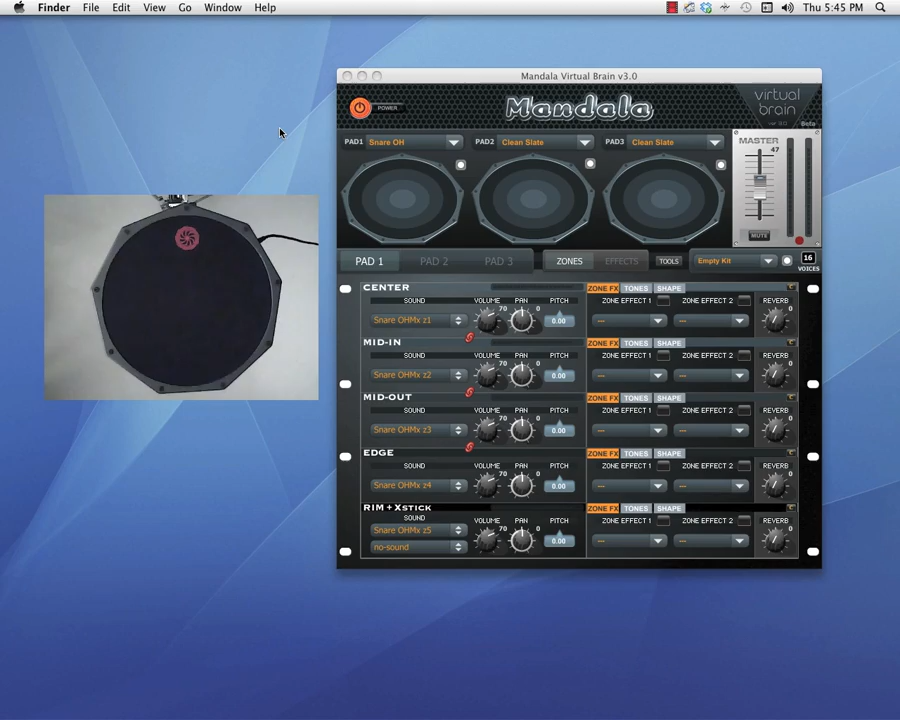 Finder File Edit View Go Window Help Thu 5:45 PM
Mandala Virtual Brain v3.0
POWER Mandala virtual brain
Beta
PAD1 Snare OH PAD2 Clean Slate PAD3 Clean Slate MASTER
47
MUTE
PAD 1 PAD 2 PAD 3 ZONES EFFECTS TOOLS Empty Kit 16
VOICES
CENTER ZONE FX TONES SHAPE C
SOUND VOLUME PAN PITCH ZONE EFFECT 1 ZONE EFFECT 2 REVERB
70 0 0
Snare OHMx z1 0.00 --- ---
MID-IN ZONE FX TONES SHAPE C
SOUND VOLUME PAN PITCH ZONE EFFECT 1 ZONE EFFECT 2 REVERB
70 0 0
Snare OHMx z2 0.00 --- ---
MID-OUT ZONE FX TONES SHAPE C
SOUND VOLUME PAN PITCH ZONE EFFECT 1 ZONE EFFECT 2 REVERB
70 0 0
Snare OHMx z3 0.00 --- ---
EDGE ZONE FX TONES SHAPE C
SOUND VOLUME PAN PITCH ZONE EFFECT 1 ZONE EFFECT 2 REVERB
70 0 0
Snare OHMx z4 0.00 --- ---
RIM+XSTICK ZONE FX TONES SHAPE C
SOUND VOLUME PAN PITCH ZONE EFFECT 1 ZONE EFFECT 2 REVERB
70 0 0
Snare OHMx z5
no-sound 0.00 --- ---